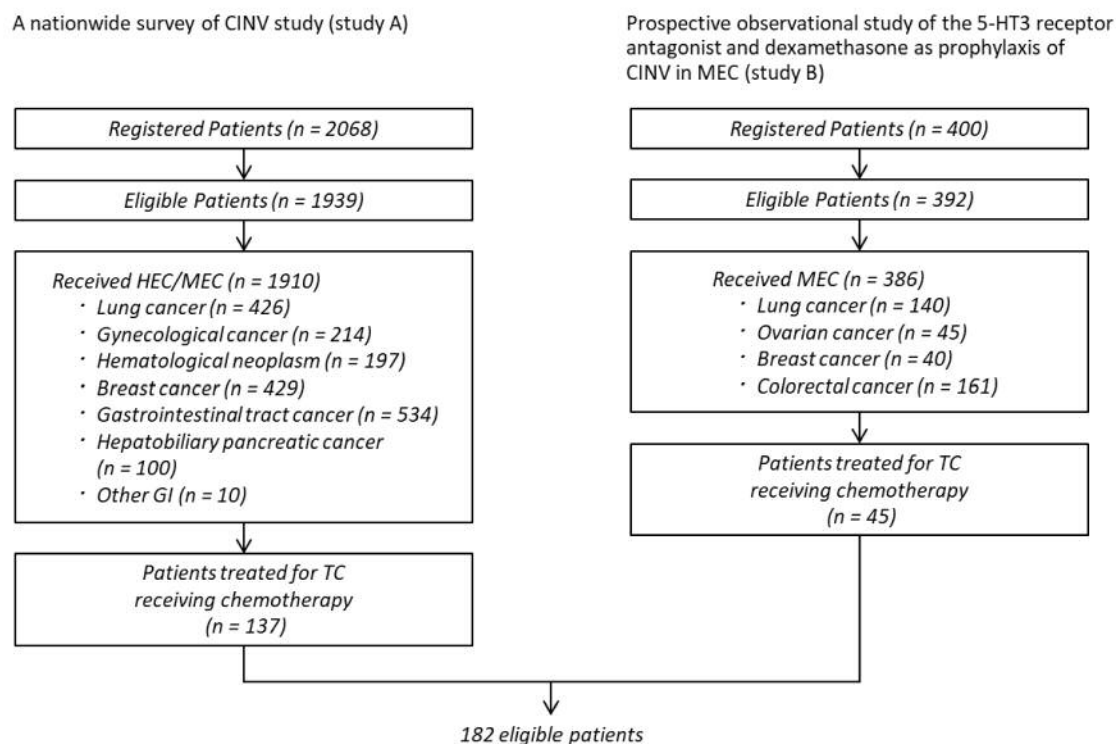 A nationwide survey of CINV study (study A)
Registered Patients (n = 2068)
Eligible Patients (n = 1939)
Received HEC/MEC (n = 1910)
・ Lung cancer (n = 426)
・ Gynecological cancer (n = 214)
・ Hematological neoplasm (n = 197)
・ Breast cancer (n = 429)
・ Gastrointestinal tract cancer (n = 534)
・ Hepatobiliary pancreatic cancer
(n = 100)
・ Other GI (n = 10)
Patients treated for TC
receiving chemotherapy
(n = 137)
Prospective observational study of the 5-HT3 receptor
antagonist and dexamethasone as prophylaxis of
CINV in MEC (study B)
Registered Patients (n = 400)
Eligible Patients (n = 392)
Received MEC (n = 386)
・ Lung cancer (n = 140)
・ Ovarian cancer (n = 45)
・ Breast cancer (n = 40)
・ Colorectal cancer (n = 161)
Patients treated for TC
receiving chemotherapy
(n = 45)
182 eligible patients